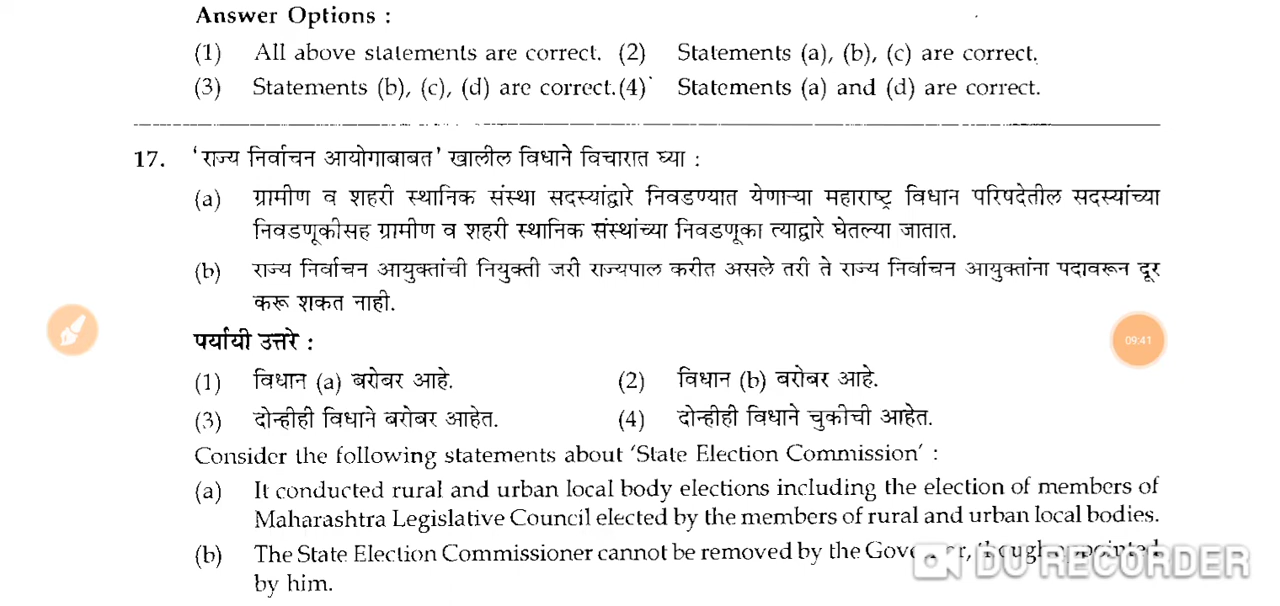 Answer Options :
(1) All above statements are correct. (2) Statements (a), (b), (c) are correct.
(3) Statements (b), (c), (d) are correct. (4) Statements (a) and (d) are correct.
17. 'राज्य निर्वाचन आयोगाबाबत' खालील विधाने विचारात घ्या :
(a) ग्रामीण व शहरी स्थानिक संस्था सदस्यांद्वारे निवडण्यात येणाऱ्या महाराष्ट्र विधान परिषदेतील सदस्यांच्या
निवडणूकीसह ग्रामीण व शहरी स्थानिक संस्थांच्या निवडणूका त्याद्वारे घेतल्या जातात.
(b) राज्य निर्वाचन आयुक्तांची नियुक्ती जरी राज्यपाल करीत असले तरी ते राज्य निर्वाचन आयुक्तांना पदावरून दूर
करू शकत नाही.
पर्यायी उत्तरे :
09:41
(1) विधान (a) बरोबर आहे. (2) विधान (b) बरोबर आहे.
(3) दोन्हीही विधाने बरोबर आहेत. (4) दोन्हीही विधाने चुकीची आहेत.
Consider the following statements about 'State Election Commission' :
(a) It conducted rural and urban local body elections including the election of members of
Maharashtra Legislative Council elected by the members of rural and urban local bodies.
(b) The State Election Commissioner cannot be removed by the Governor, though appointed
by him.
DU RECORDER